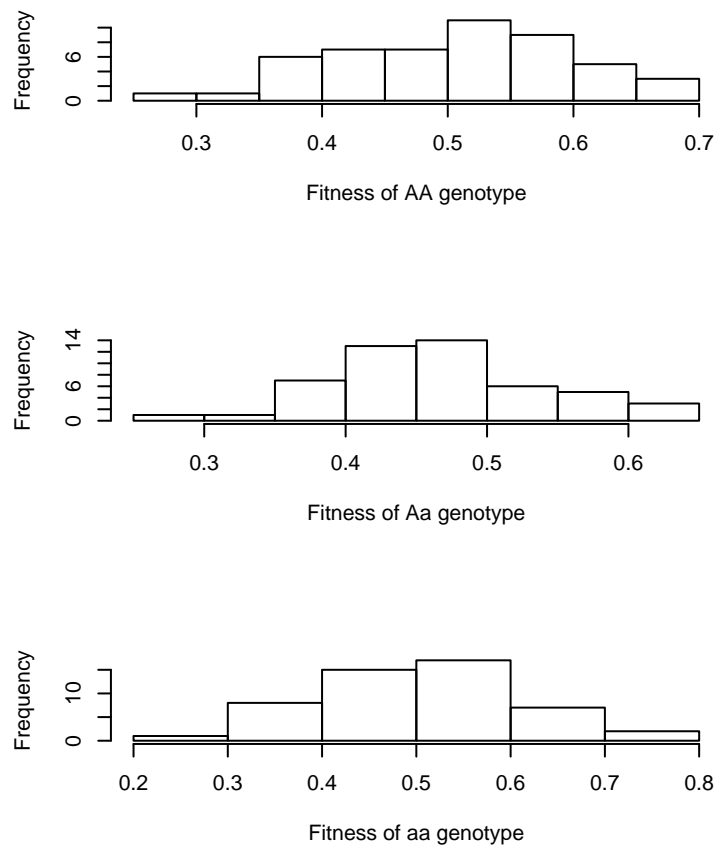 Frequency
6
0
0.3 0.4 0.5 0.6 0.7
Fitness of AA genotype
Frequency
14
6
0
0.3 0.4 0.5 0.6
Fitness of Aa genotype
Frequency
10
0
0.2 0.3 0.4 0.5 0.6 0.7 0.8
Fitness of aa genotype